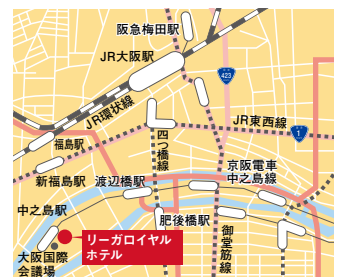 阪急梅田駅
JR大阪駅
423
JR環状線
JR東西線
1
福島駅
四つ橋線
新福島駅
渡辺橋駅
京阪電車
中之島線
中之島駅
肥後橋駅
御堂筋線
リーガロイヤル
ホテル
大阪国際
会議場